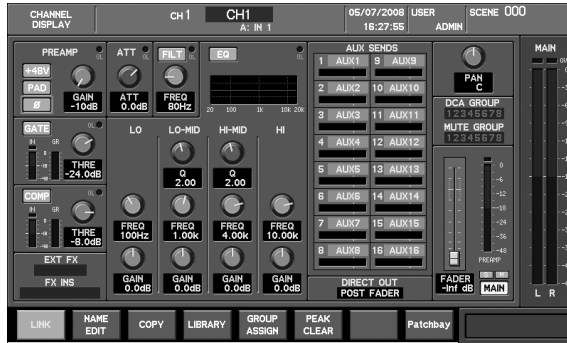 CHANNEL DISPLAY
CH 1 CH1
A: IN 1
05/07/2008 USER SCENE 000
16:27:55 ADMIN
PREAMP OL
+48V
PAD
Ø
GAIN
-10dB
ATT OL
ATT
0.0dB
FILT OL
FREQ
80Hz
EQ OL
20 100 1k 10k 20k
GATE OL
IN GR
THRE
-24.0dB
COMP OL
IN GR
THRE
-8.0dB
EXT FX
FX INS
LO LO-MID HI-MID HI
Q
2.00
Q
2.00
FREQ
100Hz
FREQ
1.00k
FREQ
4.00k
FREQ
10.00k
GAIN
0.0dB
GAIN
0.0dB
GAIN
0.0dB
GAIN
0.0dB
AUX SENDS
1 AUX1 9 AUX9
2 AUX2 10 AUX10
3 AUX3 11 AUX11
4 AUX4 12 AUX12
5 AUX5 13 AUX13
6 AUX6 14 AUX14
7 AUX7 15 AUX15
8 AUX8 16 AUX16
DIRECT OUT
POST FADER
PAN
C
DCA GROUP
12345678
MUTE GROUP
12345678
0
-6
-12
-18
-24
-36
-48
PREAMP
S M
FADER
-Inf dB
MAIN
MAIN
L R
LINK
NAME EDIT
COPY
LIBRARY
GROUP ASSIGN
PEAK CLEAR
Patchbay